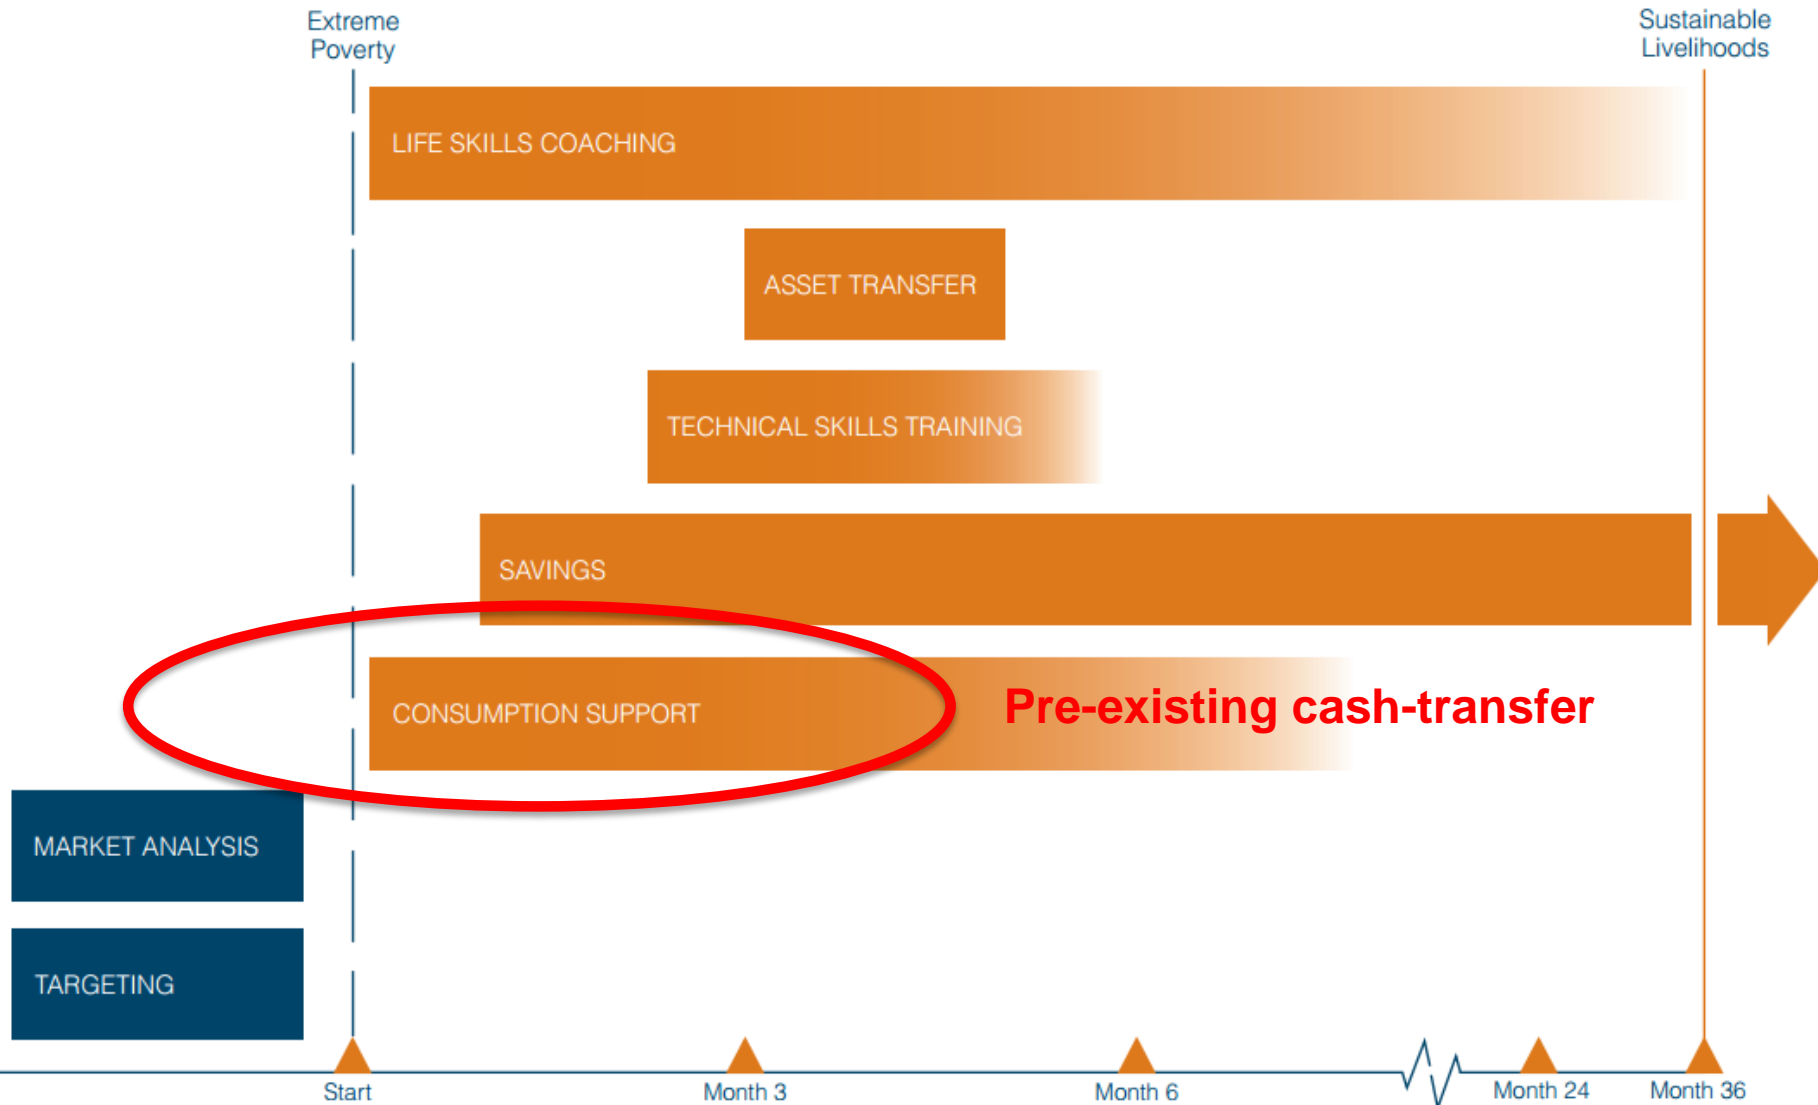 Extreme
Poverty
Sustainable
Livelihoods
LIFE SKILLS COACHING
ASSET TRANSFER
TECHNICAL SKILLS TRAINING
SAVINGS
CONSUMPTION SUPPORT
Pre-existing cash-transfer
MARKET ANALYSIS
TARGETING
Start
Month 3
Month 6
Month 24
Month 36